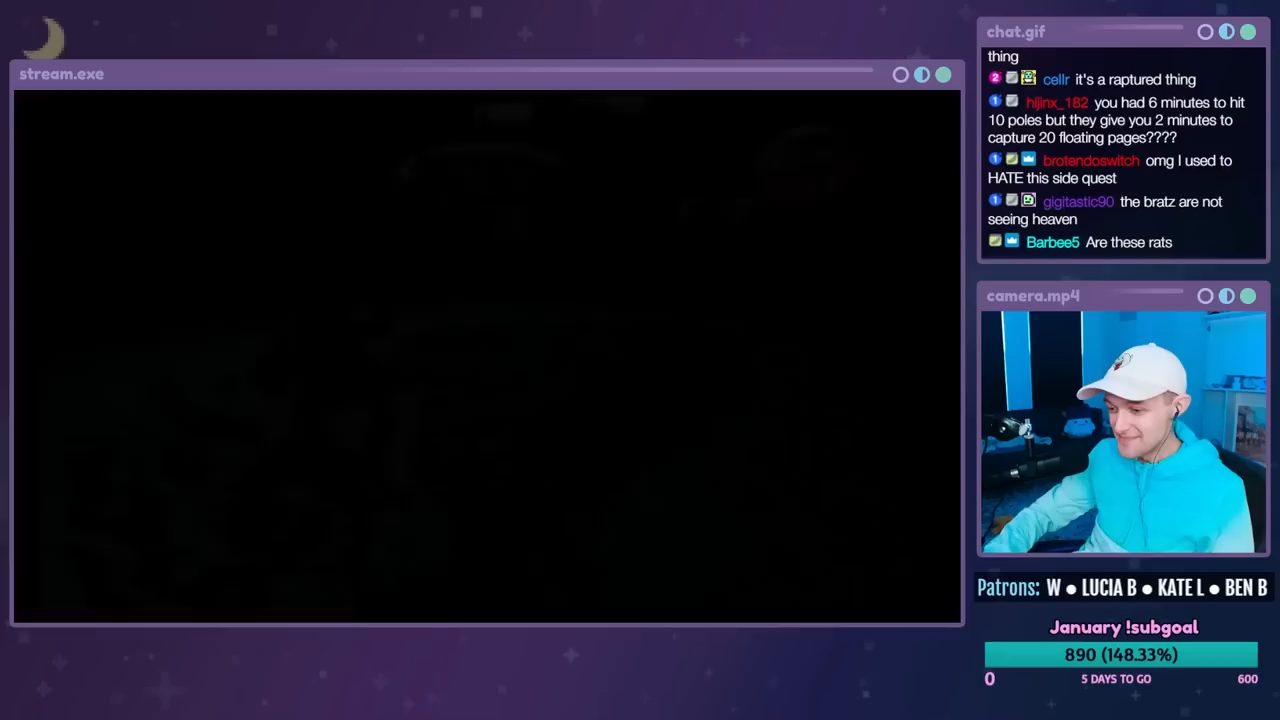 stream.exe
chat.gif
thing
cellr it's a raptured thing
hijinx_182 you had 6 minutes to hit
10 poles but they give you 2 minutes to
capture 20 floating pages????
brotendoswitch omg I used to
HATE this side quest
gigitastic90 the bratz are not
seeing heaven
Barbee5 Are these rats
camera.mp4
Patrons: W ● LUCIA B ● KATE L ● BEN B
January !subgoal
890 (148.33%)
0 5 DAYS TO GO 600